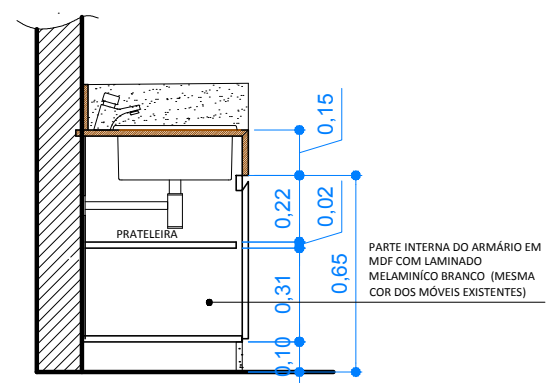 0,15
0,22
0,02
PRATELEIRA
0,65
0,31
PARTE INTERNA DO ARMÁRIO EM
MDF COM LAMINADO
MELAMINÍCO BRANCO (MESMA
COR DOS MÓVEIS EXISTENTES)
0,10